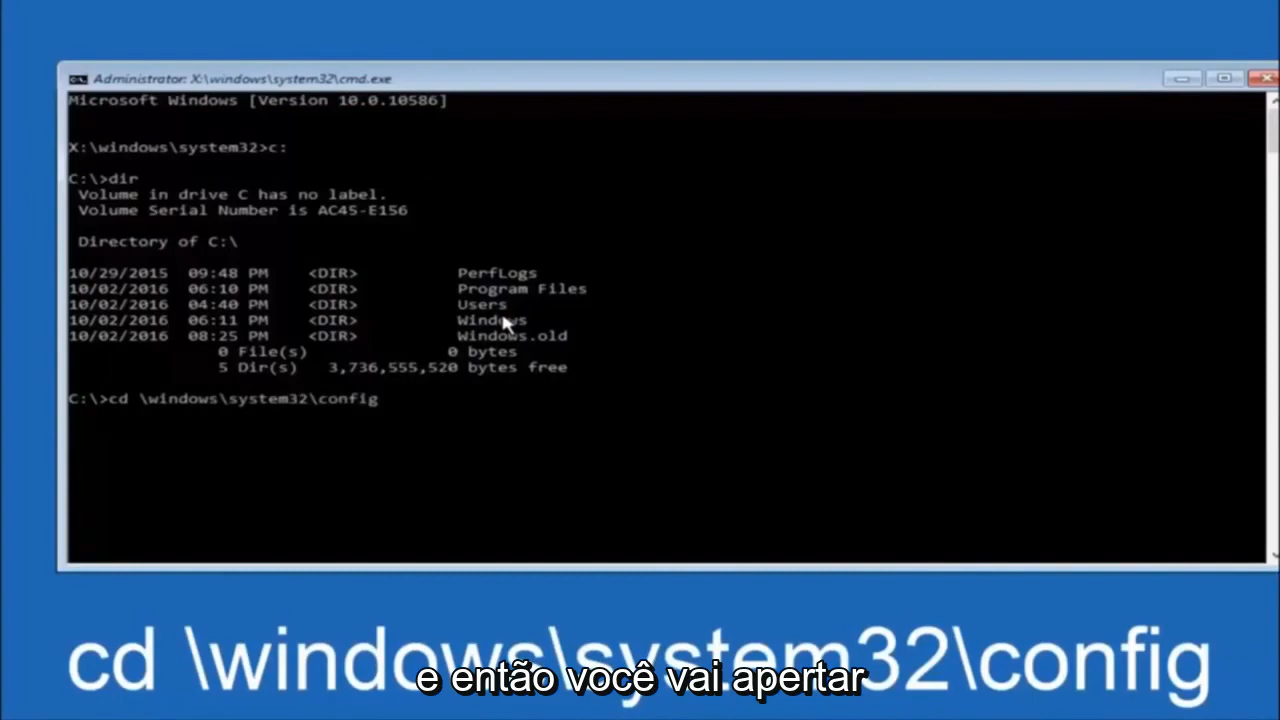 Administrator: X:\windows\system32\cmd.exe
Microsoft Windows [Version 10.0.10586]
X:\windows\system32>c:
C:\>dir
Volume in drive C has no label.
Volume Serial Number is AC45-E156
Directory of C:\
10/29/2015 09:48 PM <DIR> PerfLogs
10/02/2016 06:10 PM <DIR> Program Files
10/02/2016 04:40 PM <DIR> Users
10/02/2016 06:11 PM <DIR> Windows
10/02/2016 08:25 PM <DIR> Windows.old
0 File(s) 0 bytes
5 Dir(s) 3,736,555,520 bytes free
C:\>cd \windows\system32\config
cd \windows\system32\config
e então você vai apertar